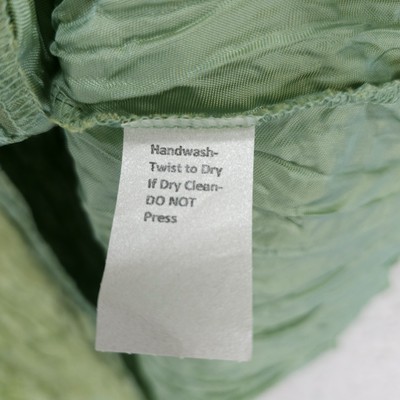 Handwash-
Twist to Dry
If Dry Clean-
DO NOT
Press